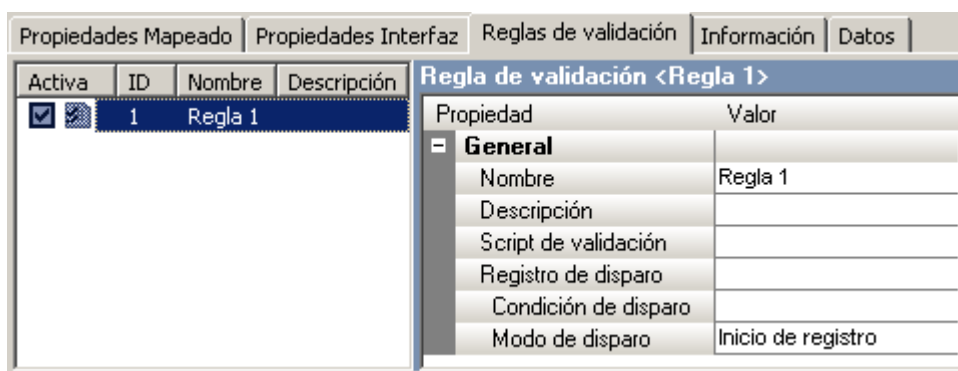 Propiedades Mapeado Propiedades Interfaz Reglas de validación Información Datos
Activa ID Nombre Descripción
1 Regla 1
Regla de validación <Regla 1>
Propiedad Valor
General
Nombre Regla 1
Descripción
Script de validación
Registro de disparo
Condición de disparo
Modo de disparo Inicio de registro